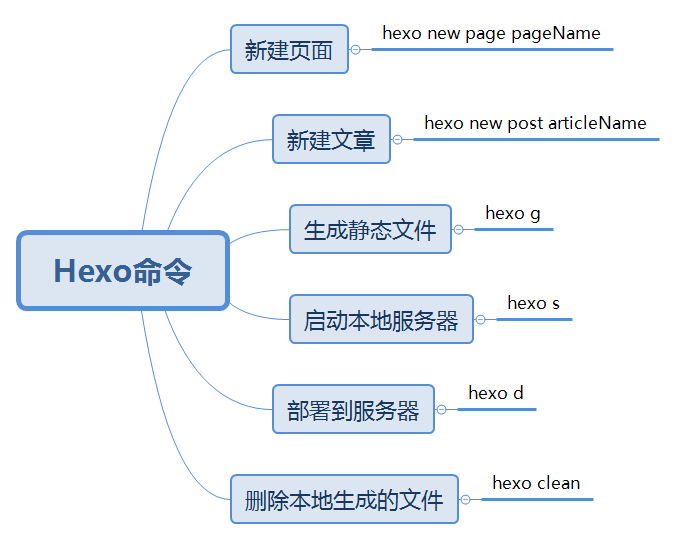 新建页面
hexo new page pageName
新建文章
hexo new post articleName
生成静态文件
hexo g
Hexo命令
启动本地服务器
hexo s
部署到服务器
hexo d
删除本地生成的文件
hexo clean